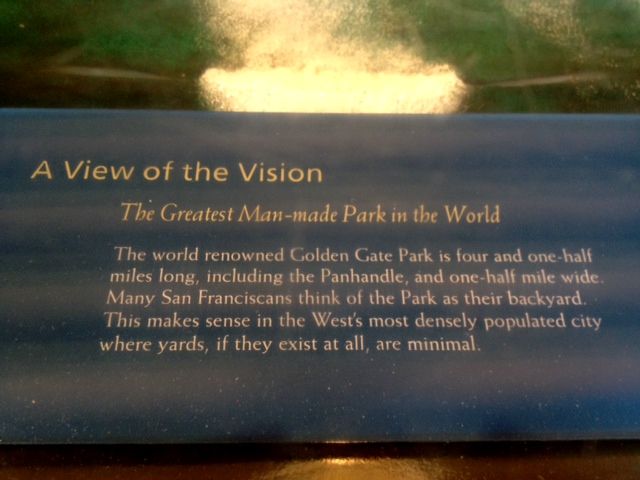 A View of the Vision
The Greatest Man-made Park in the World
The world renowned Golden Gate Park is four and one-half
miles long, including the Panhandle, and one-half mile wide.
Many San Franciscans think of the Park as their backyard.
This makes sense in the West's most densely populated city
where yards, if they exist at all, are minimal.